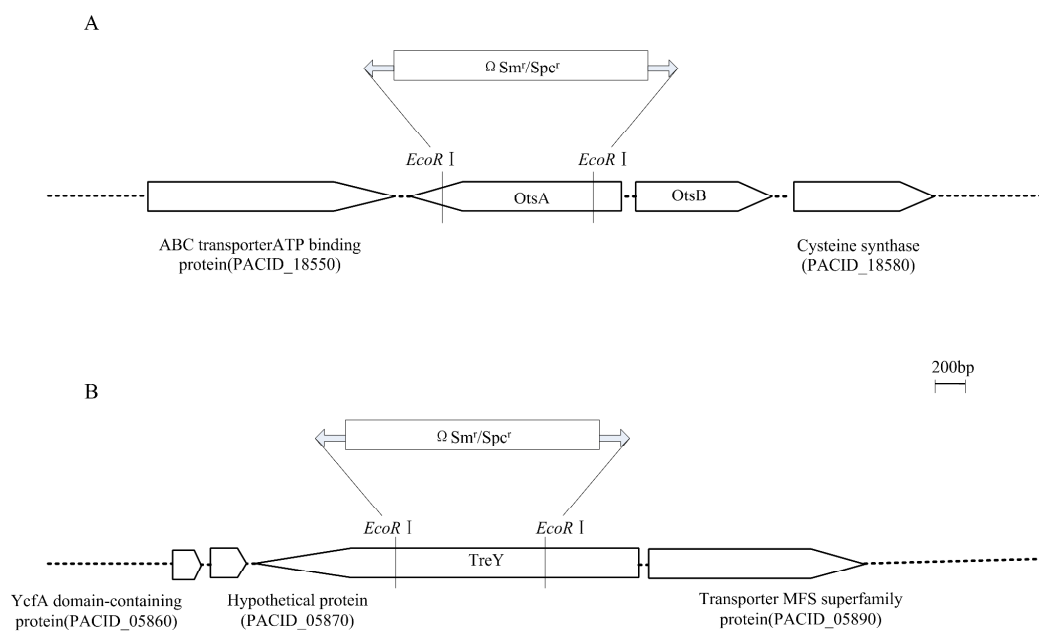 A
Ω Smʳ/Spcʳ
EcoR Ⅰ EcoR Ⅰ
OtsA OtsB
ABC transporterATP binding
protein(PACID_18550)
Cysteine synthase
(PACID_18580)
200bp
B
Ω Smʳ/Spcʳ
EcoR Ⅰ EcoR Ⅰ
TreY
YcfA domain-containing
protein(PACID_05860)
Hypothetical protein
(PACID_05870)
Transporter MFS superfamily
protein(PACID_05890)